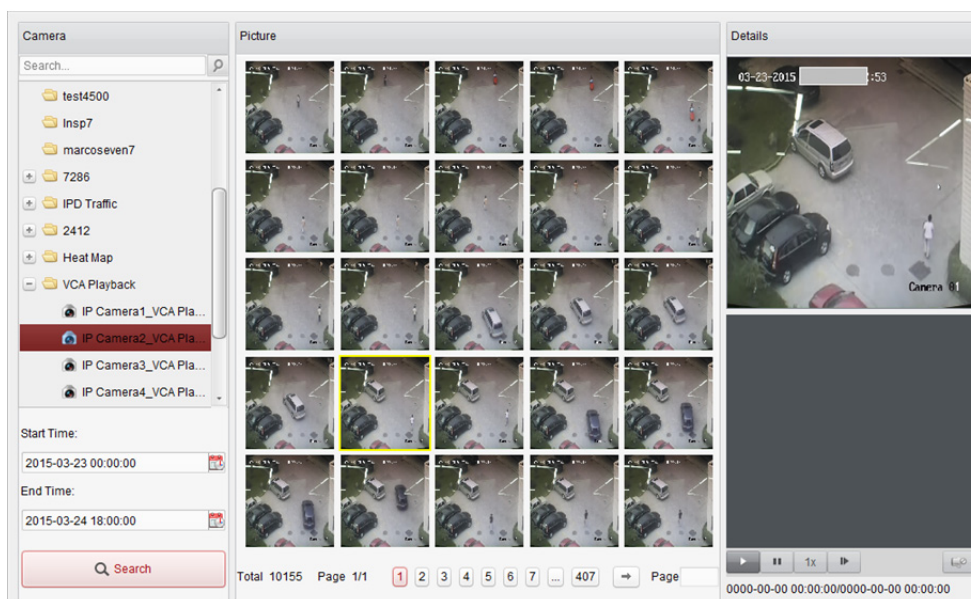 Camera
Search...
test4500
Insp7
marcoseven7
7286
IPD Traffic
2412
Heat Map
VCA Playback
IP Camera1_VCA Pla...
IP Camera2_VCA Pla...
IP Camera3_VCA Pla...
IP Camera4_VCA Pla...
Start Time:
2015-03-23 00:00:00
End Time:
2015-03-24 18:00:00
Search
Picture
Total 10155 Page 1/1 1 2 3 4 5 6 7 ... 407 Page
Details
03-23-2015 :53
Camera 01
1x
0000-00-00 00:00:00/0000-00-00 00:00:00